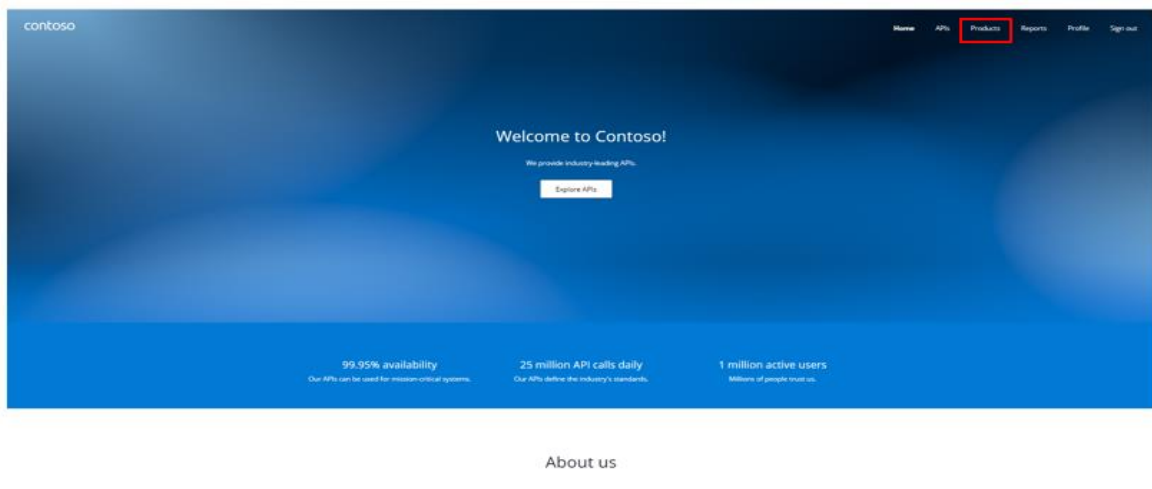 contoso
Home APIs Products Reports Profile Sign out
Welcome to Contoso!
We provide industry-leading APIs.
Explore APIs
99.95% availability 25 million API calls daily 1 million active users
Our APIs can be used for mission-critical systems. Our APIs define the industry's standards. Millions of people trust us.
About us